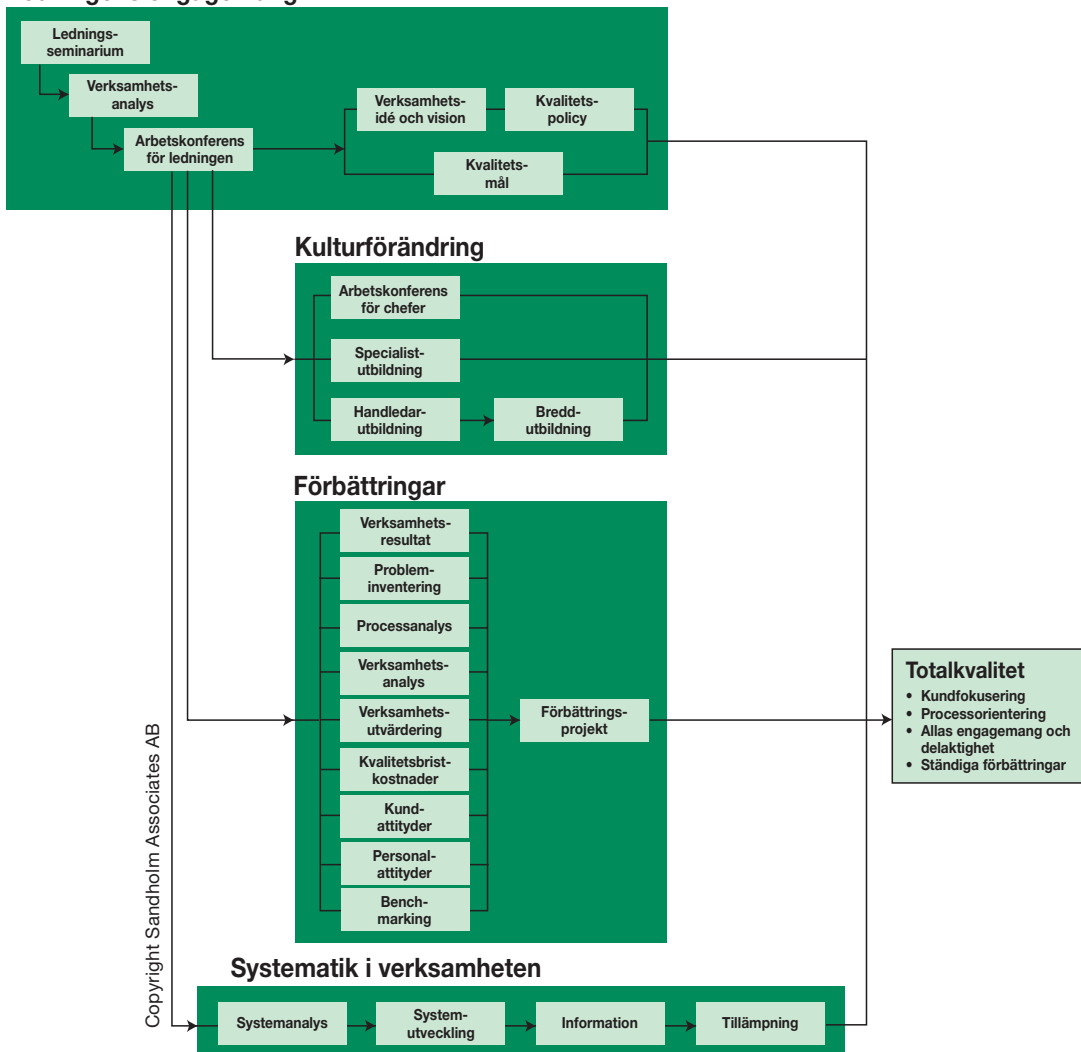 Lednings-
seminarium
Verksamhets-
analys
Arbetskonferens
för ledningen
Verksamhets-
idé och vision
Kvalitets-
policy
Kvalitets-
mål
Kulturförändring
Arbetskonferens
för chefer
Specialist-
utbildning
Handledar-
utbildning
Bredd-
utbildning
Förbättringar
Verksamhets-
resultat
Problem-
inventering
Processanalys
Verksamhets-
analys
Verksamhets-
utvärdering
Kvalitetsbrist-
kostnader
Kund-
attityder
Personal-
attityder
Bench-
marking
Förbättrings-
projekt
Totalkvalitet
• Kundfokusering
• Processorientering
• Allas engagemang och
delaktighet
• Ständiga förbättringar
Systematik i verksamheten
Systemanalys
System-
utveckling
Information
Tillämpning
Copyright Sandholm Associates AB